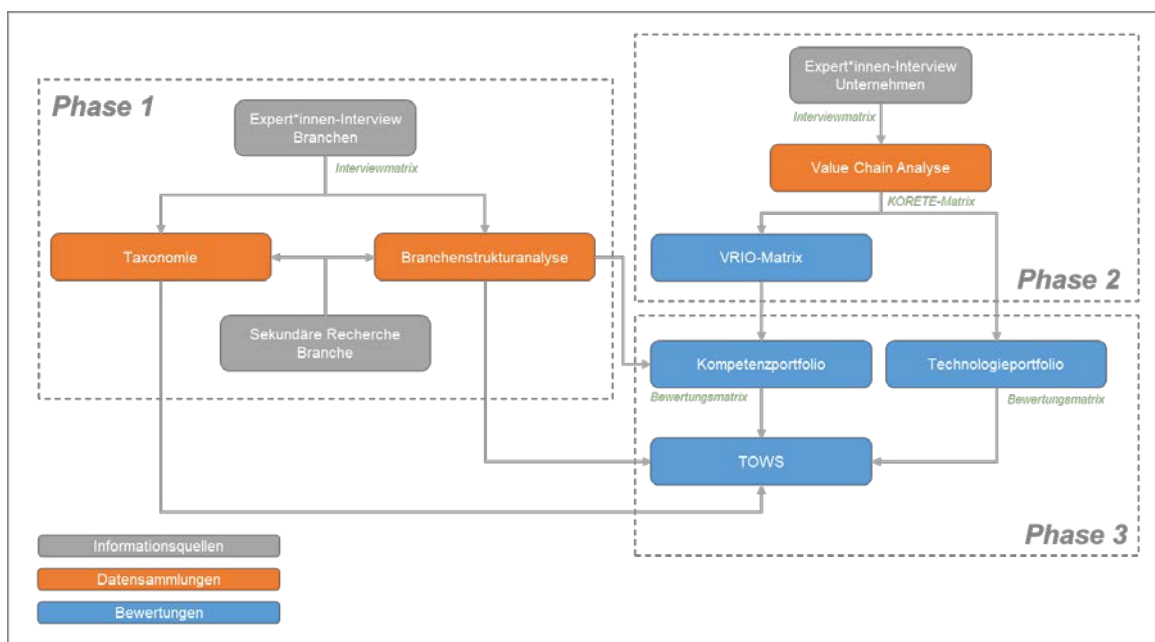 Phase 1
Expert*innen-Interview
Branchen
Interviewmatrix
Taxonomie
Branchenstrukturanalyse
Sekundäre Recherche
Branche
Expert*innen-Interview
Unternehmen
Interviewmatrix
Value Chain Analyse
KORETE-Matrix
VRIO-Matrix
Phase 2
Kompetenzportfolio
Technologieportfolio
Bewertungsmatrix
Bewertungsmatrix
TOWS
Phase 3
Informationsquellen
Datensammlungen
Bewertungen